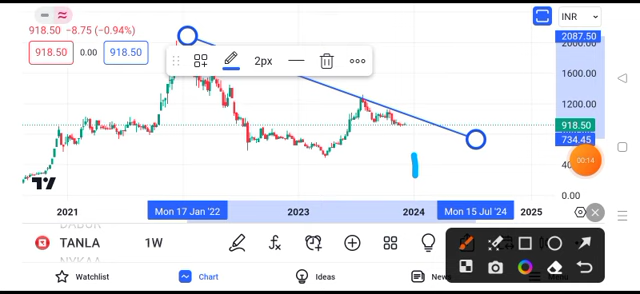 INR
918.50 −8.75 (−0.94%)
2087.50
2000.00
918.50 0.00 918.50
2px
1600.00
1200.00
918.50
734.45
00:14
0.00
2021 Mon 17 Jan '22 2023 2024 Mon 15 Jul '24 2025
TANLA 1W
Watchlist Chart Ideas News